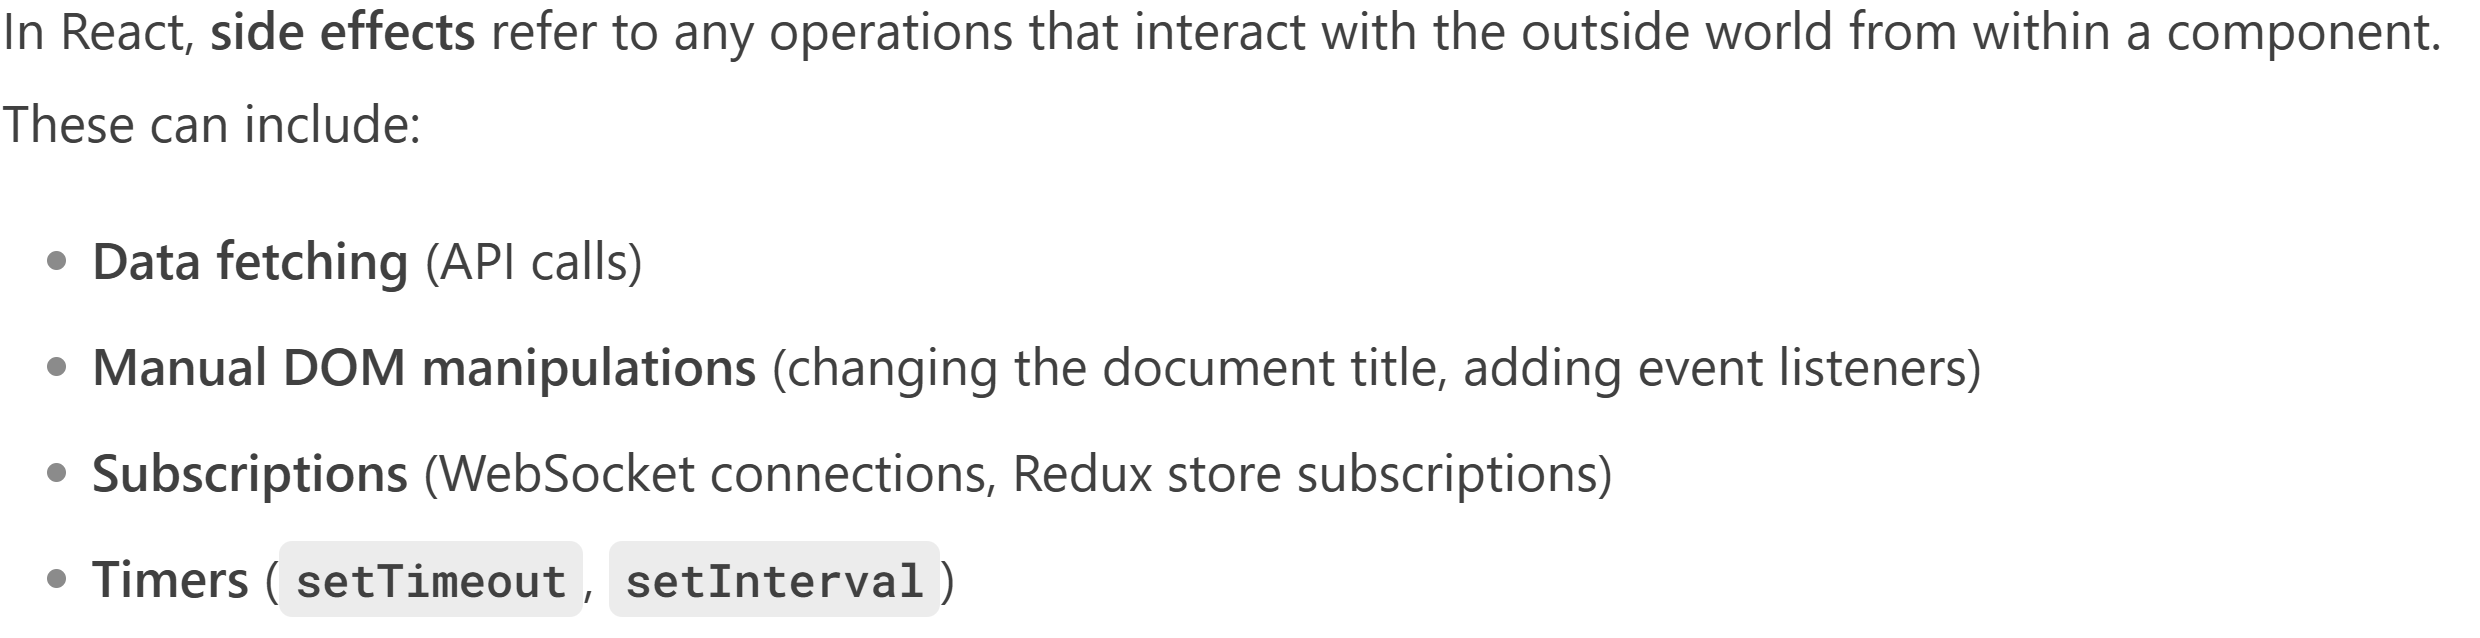 In React, side effects refer to any operations that interact with the outside world from within a component.
These can include:
• Data fetching (API calls)
• Manual DOM manipulations (changing the document title, adding event listeners)
• Subscriptions (WebSocket connections, Redux store subscriptions)
• Timers (setTimeout, setInterval)